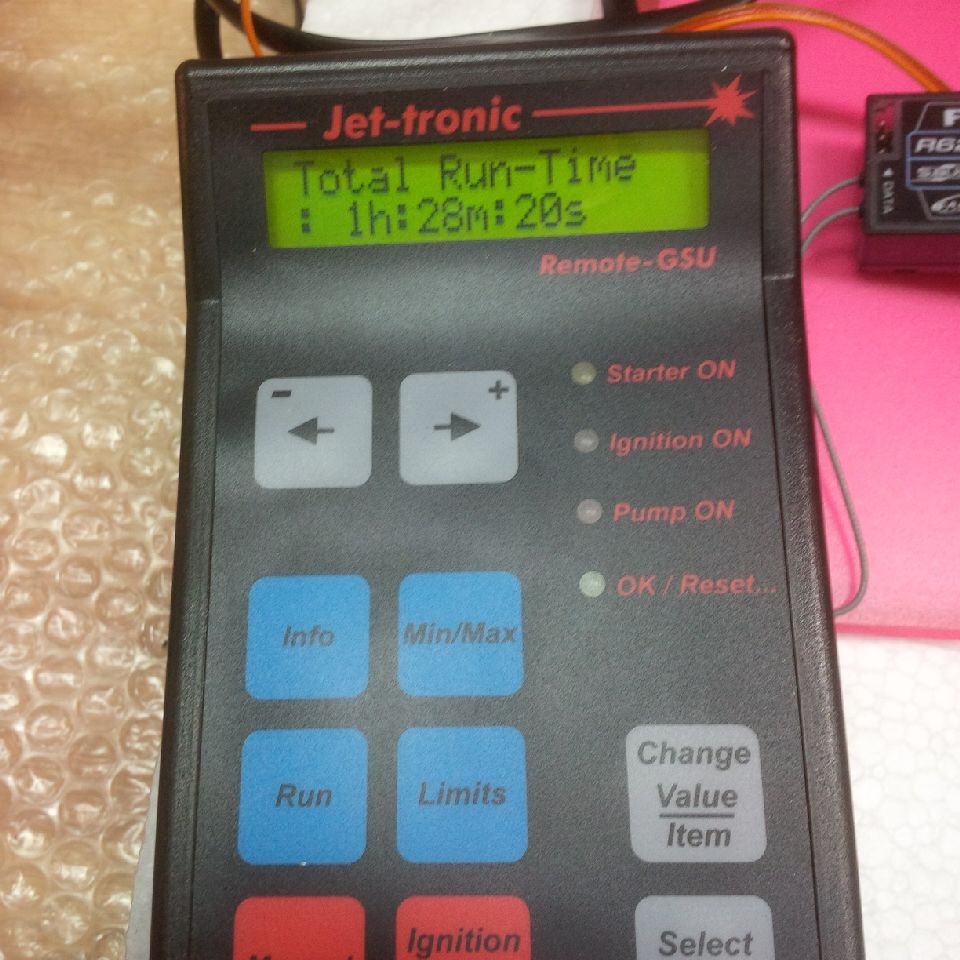 Jet-tronic
Total Run-Time
: 1h:28m:20s
Remote-GSU
- +
Starter ON
Ignition ON
Pump ON
OK / Reset...
Info
Min/Max
Run
Limits
Change
Value
Item
Ignition
Select
DATA